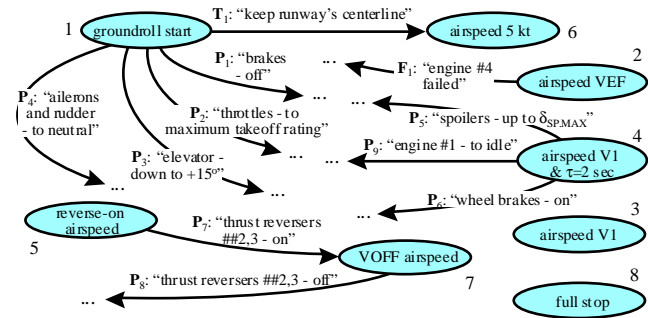 T1: “keep runway’s centerline”
1
groundroll start
airspeed 5 kt
6
P1: “brakes
- off”
...
F1: “engine #4
failed”
2
airspeed VEF
P4: “ailerons
and rudder
- to neutral”
P2: “throttles - to
maximum takeoff rating”
...
...
P5: “spoilers - up to δSP.MAX”
4
P3: “elevator -
down to +15º”
...
...
P9: “engine #1 - to idle”
airspeed V1
& τ=2 sec
...
...
...
P6: “wheel brakes - on”
reverse-on
airspeed
5
P7: “thrust reversers
##2,3 - on”
3
airspeed V1
VOFF airspeed
7
P8: “thrust reversers ##2,3 - off”
...
8
full stop